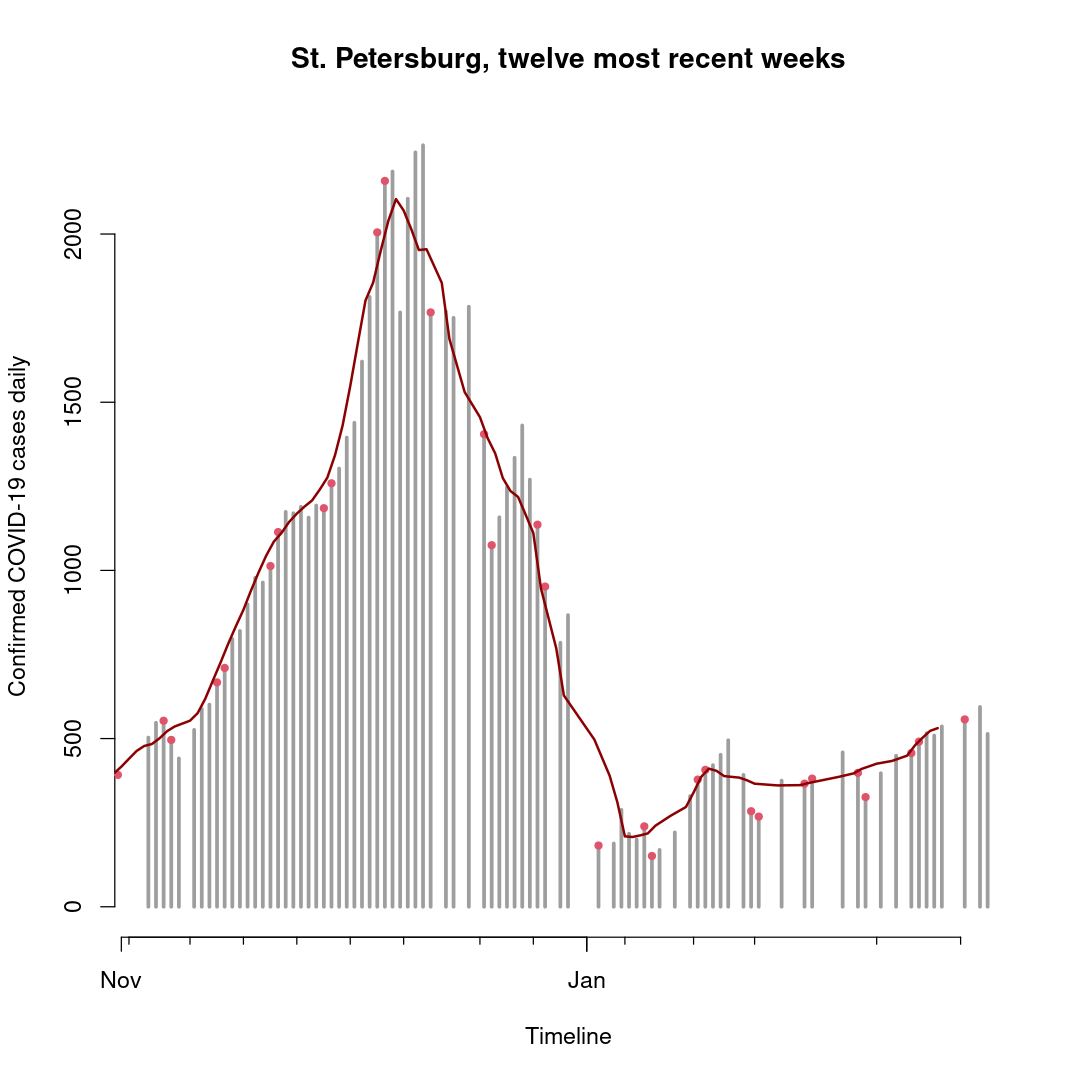 St. Petersburg, twelve most recent weeks
Confirmed COVID-19 cases daily
2000
1500
1000
500
0
Nov
Jan
Timeline